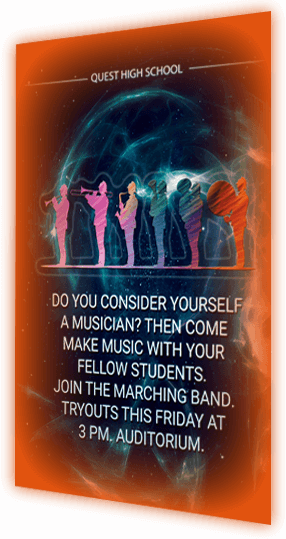 QUEST HIGH SCHOOL
DO YOU CONSIDER YOURSELF
A MUSICIAN? THEN COME
MAKE MUSIC WITH YOUR
FELLOW STUDENTS.
JOIN THE MARCHING BAND.
TRYOUTS THIS FRIDAY AT
3 PM. AUDITORIUM.